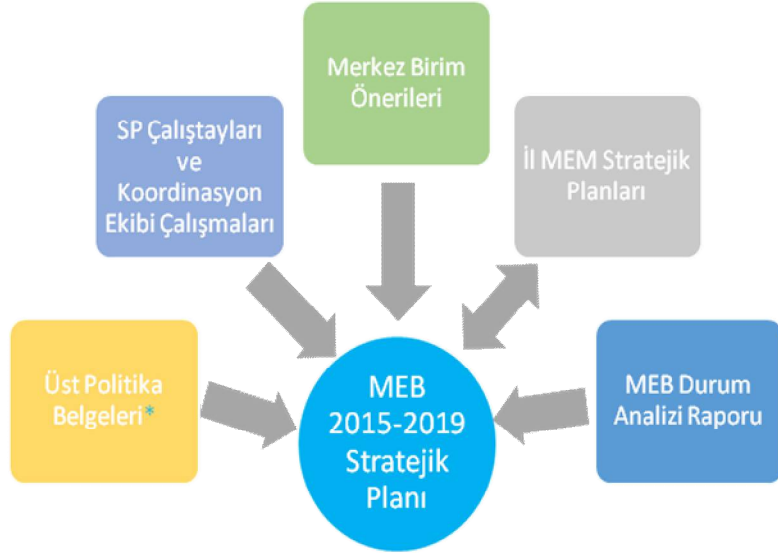 Merkez Birim
Önerileri
SP Çalıştayları
ve
Koordinasyon
Ekibi Çalışmaları
İl MEM Stratejik
Planları
Üst Politika
Belgeleri*
MEB Durum
Analizi Raporu
MEB
2015-2019
Stratejik
Planı